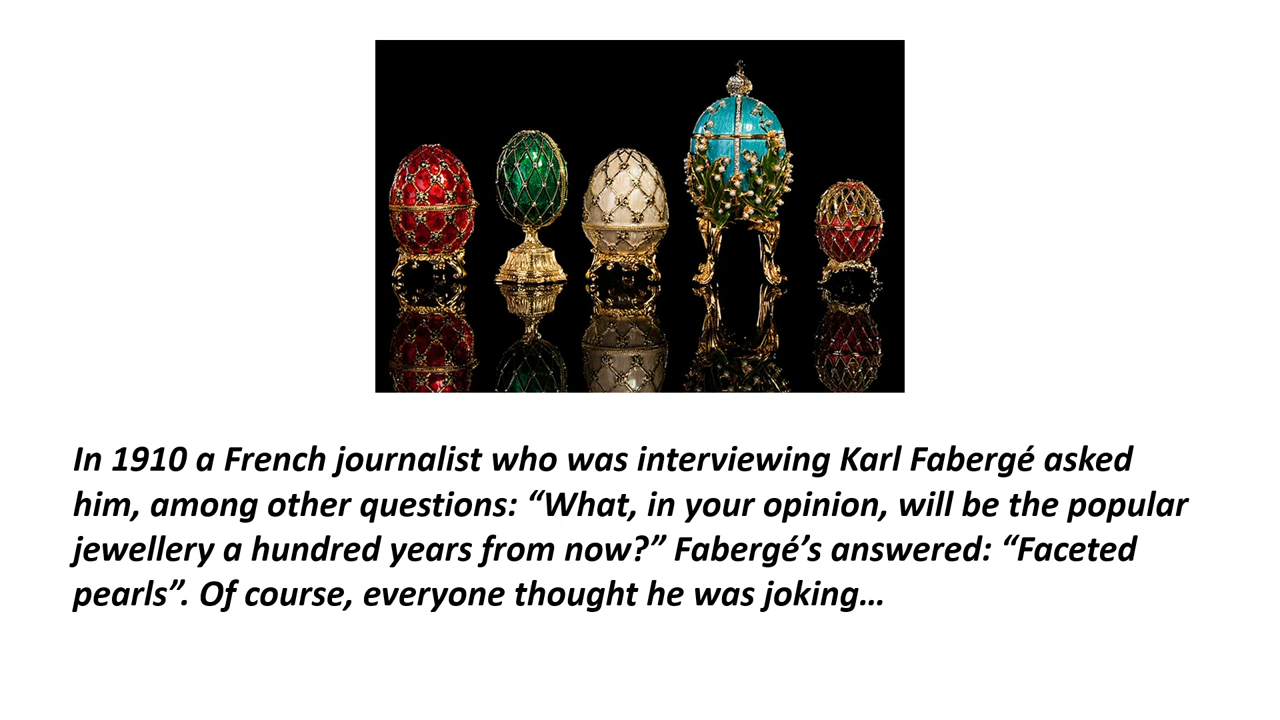 In 1910 a French journalist who was interviewing Karl Fabergé asked
him, among other questions: “What, in your opinion, will be the popular
jewellery a hundred years from now?” Fabergé’s answered: “Faceted
pearls”. Of course, everyone thought he was joking…